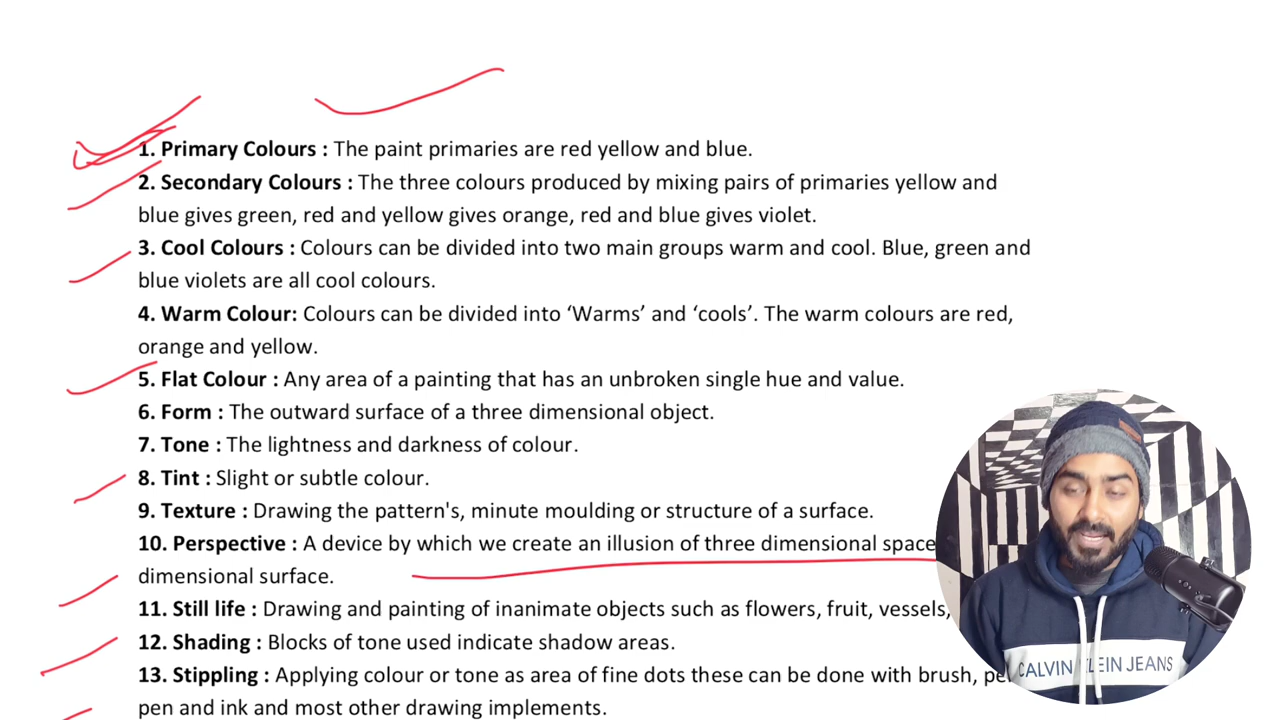 1. Primary Colours : The paint primaries are red yellow and blue.
2. Secondary Colours : The three colours produced by mixing pairs of primaries yellow and
blue gives green, red and yellow gives orange, red and blue gives violet.
3. Cool Colours : Colours can be divided into two main groups warm and cool. Blue, green and
blue violets are all cool colours.
4. Warm Colour: Colours can be divided into ‘Warms’ and ‘cools’. The warm colours are red,
orange and yellow.
5. Flat Colour : Any area of a painting that has an unbroken single hue and value.
6. Form : The outward surface of a three dimensional object.
7. Tone : The lightness and darkness of colour.
8. Tint : Slight or subtle colour.
9. Texture : Drawing the pattern's, minute moulding or structure of a surface.
10. Perspective : A device by which we create an illusion of three dimensional space
dimensional surface.
11. Still life : Drawing and painting of inanimate objects such as flowers, fruit, vessels,
12. Shading : Blocks of tone used indicate shadow areas.
13. Stippling : Applying colour or tone as area of fine dots these can be done with brush,
pen and ink and most other drawing implements.
CALVIN KLEIN JEANS